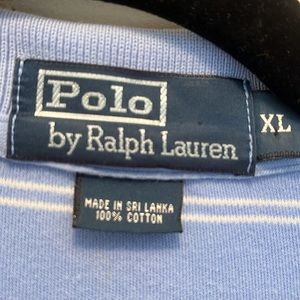 Polo
by Ralph Lauren
XL
MADE IN SRI LANKA
100% COTTON